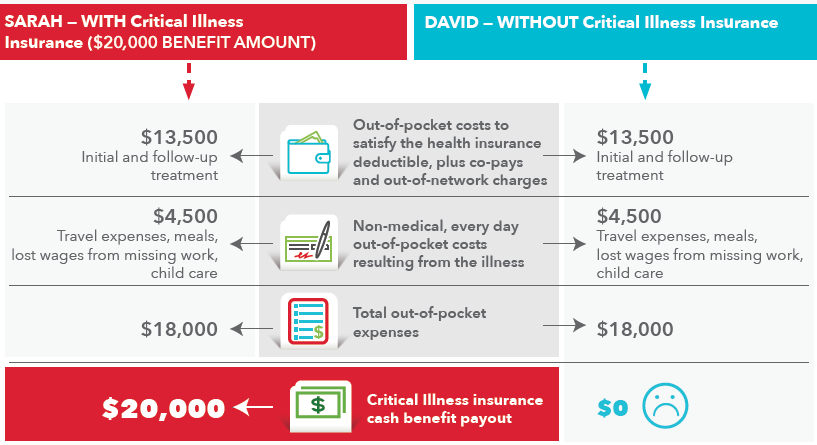 SARAH – WITH Critical Illness
Insurance ($20,000 BENEFIT AMOUNT)
DAVID – WITHOUT Critical Illness Insurance
$13,500
Initial and follow-up
treatment
Out-of-pocket costs to
satisfy the health insurance
deductible, plus co-pays
and out-of-network charges
$13,500
Initial and follow-up
treatment
$4,500
Travel expenses, meals,
lost wages from missing work,
child care
Non-medical, every day
out-of-pocket costs
resulting from the illness
$4,500
Travel expenses, meals,
lost wages from missing work,
child care
$18,000
$
Total out-of-pocket
expenses
$18,000
$20,000
$
Critical Illness insurance
cash benefit payout
$0